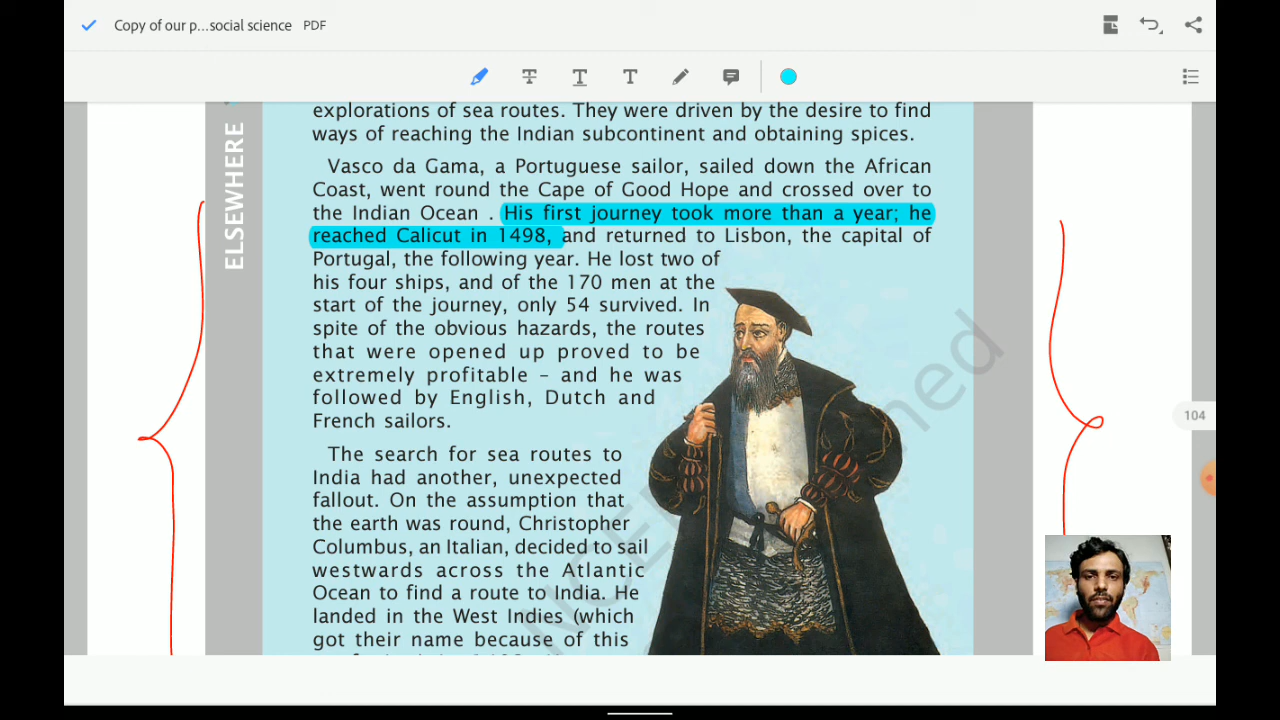 Copy of our p...social science PDF
ELSEWHERE
explorations of sea routes. They were driven by the desire to find
ways of reaching the Indian subcontinent and obtaining spices.
Vasco da Gama, a Portuguese sailor, sailed down the African
Coast, went round the Cape of Good Hope and crossed over to
the Indian Ocean . His first journey took more than a year; he
reached Calicut in 1498, and returned to Lisbon, the capital of
Portugal, the following year. He lost two of
his four ships, and of the 170 men at the
start of the journey, only 54 survived. In
spite of the obvious hazards, the routes
that were opened up proved to be
extremely profitable – and he was
followed by English, Dutch and
French sailors.
104
The search for sea routes to
India had another, unexpected
fallout. On the assumption that
the earth was round, Christopher
Columbus, an Italian, decided to sail
westwards across the Atlantic
Ocean to find a route to India. He
landed in the West Indies (which
got their name because of this